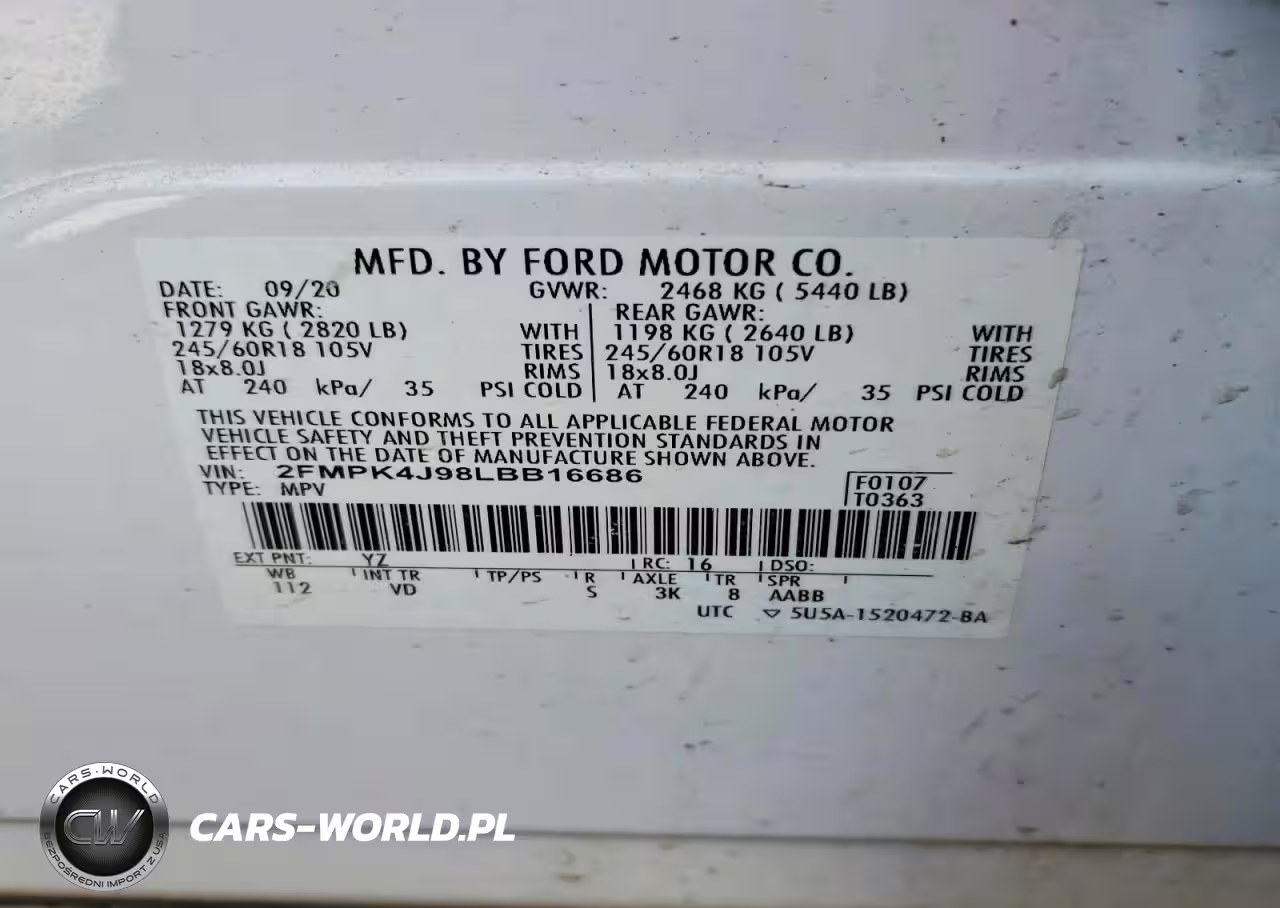 MFD. BY FORD MOTOR CO.
DATE: 09/20 GVWR: 2468 KG ( 5440 LB)
FRONT GAWR: REAR GAWR:
1279 KG ( 2820 LB) WITH 1198 KG ( 2640 LB) WITH
245/60R18 105V TIRES 245/60R18 105V TIRES
18x8.0J RIMS 18x8.0J RIMS
AT 240 kPa/ 35 PSI COLD AT 240 kPa/ 35 PSI COLD
THIS VEHICLE CONFORMS TO ALL APPLICABLE FEDERAL MOTOR
VEHICLE SAFETY AND THEFT PREVENTION STANDARDS IN
EFFECT ON THE DATE OF MANUFACTURE SHOWN ABOVE.
VIN: 2FMPK4J98LBB16686 F0107
TYPE: MPV T0363
EXT PNT: YZ RC: 16 DSO:
WB INT TR TP/PS R AXLE TR SPR
112 VD S 3K 8 AABB
UTC ▽ 5U5A-1520472-BA
CARS-WORLD
CW
BEZPOŚREDNI IMPORT Z USA
CARS-WORLD.PL